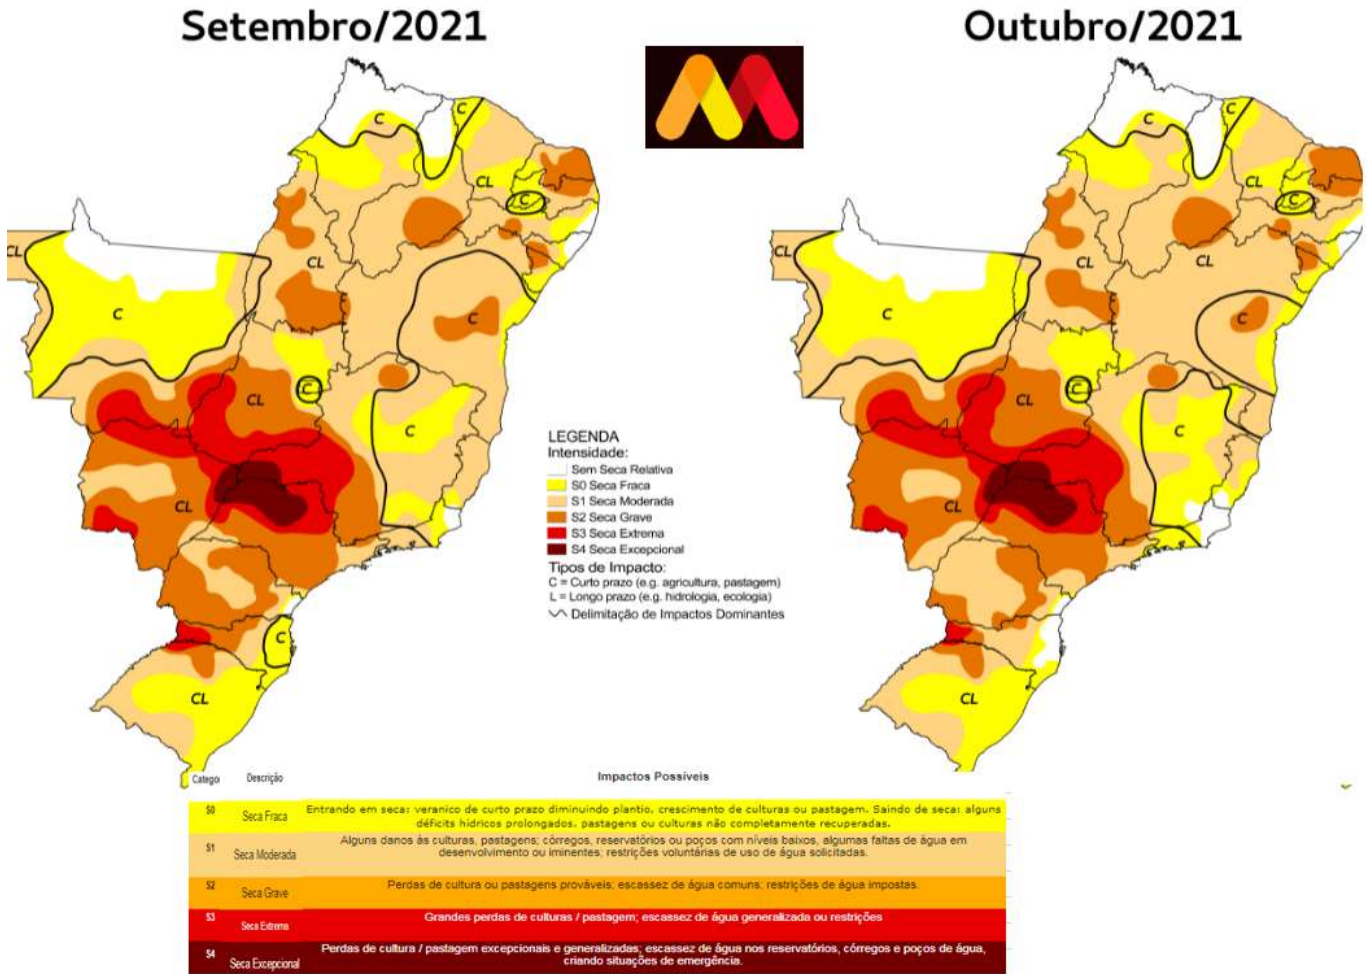 Setembro/2021
Outubro/2021
C
C
CL
C
CL
CL
C
C
C
CL
C
CL
C
CL
C
C
CL
C
CL
CL
CL
C
C
C
CL
C
CL
CL
LEGENDA
Intensidade:
Sem Seca Relativa
S0 Seca Fraca
S1 Seca Moderada
S2 Seca Grave
S3 Seca Extrema
S4 Seca Excepcional
Tipos de Impacto:
C = Curto prazo (e.g. agricultura, pastagem)
L = Longo prazo (e.g. hidrologia, ecologia)
Delimitação de Impactos Dominantes
Catego Descrição Impactos Possíveis
S0 Seca Fraca Entrando em seca: veranico de curto prazo diminuindo plantio, crescimento de culturas ou pastagem. Saindo de seca: alguns
déficits hídricos prolongados, pastagens ou culturas não completamente recuperadas.
S1 Seca Moderada Alguns danos às culturas, pastagens; córregos, reservatórios ou poços com níveis baixos, algumas faltas de água em
desenvolvimento ou iminentes; restrições voluntárias de uso de água solicitadas.
S2 Seca Grave Perdas de cultura ou pastagens prováveis; escassez de água comuns; restrições de água impostas.
S3 Seca Extrema Grandes perdas de culturas / pastagem; escassez de água generalizada ou restrições
S4 Seca Excepcional Perdas de cultura / pastagem excepcionais e generalizadas; escassez de água nos reservatórios, córregos e poços de água,
criando situações de emergência.